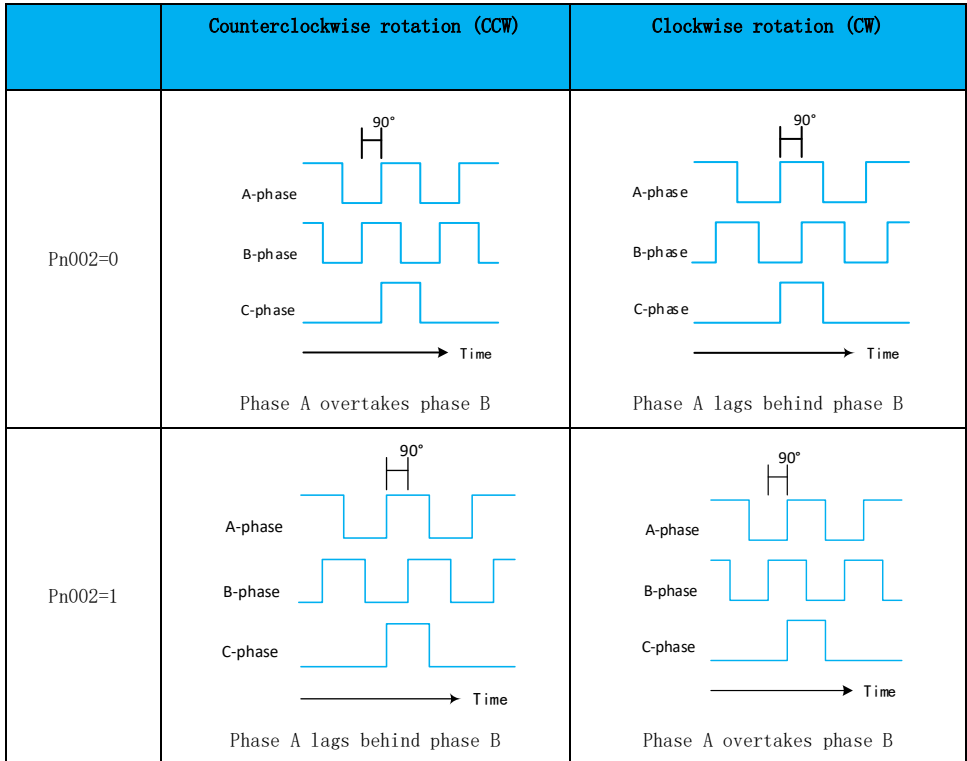 Counterclockwise rotation (CCW)
Clockwise rotation (CW)
Pn002=0
90°
A-phase
B-phase
C-phase
Time
Phase A overtakes phase B
90°
A-phase
B-phase
C-phase
Time
Phase A lags behind phase B
Pn002=1
90°
A-phase
B-phase
C-phase
Time
Phase A lags behind phase B
90°
A-phase
B-phase
C-phase
Time
Phase A overtakes phase B